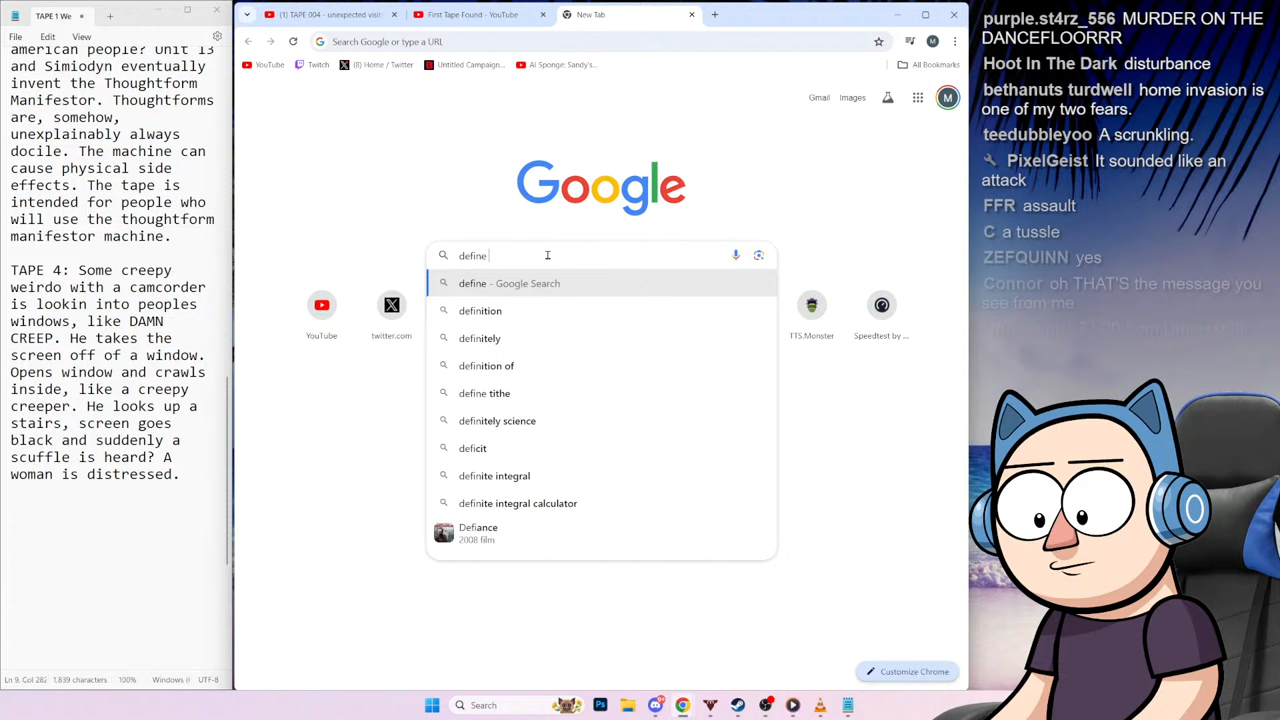 TAPE 1 We
File
Edit
View
american people? Unit 13
and Simiodyn eventually
invent the Thoughtform
Manifestor. Thoughtforms
are, somehow,
unexplainably always
docile. The machine can
cause physical side
effects. The tape is
intended for people who
will use the thoughtform
manifestor machine.
TAPE 4: Some creepy
weirdo with a camcorder
is lookin into peoples
windows, like DAMN
CREEP. He takes the
screen off of a window.
Opens window and crawls
inside, like a creepy
creeper. He looks up a
stairs, screen goes
black and suddenly a
scuffle is heard? A
woman is distressed.
Ln 9, Col 282
1,839 characters
100%
Windows (
UTF-8
(1) TAPE 004 - unexpected visit
First Tape Found - YouTube
New Tab
Search Google or type a URL
M
YouTube
Twitch
(8) Home / Twitter
Untitled Campaign...
AI Sponge: Sandy's...
All Bookmarks
Gmail
Images
M
Google
define
define - Google Search
definition
definitely
definition of
define tithe
definitely science
deficit
definite integral
definite integral calculator
Defiance
2008 film
YouTube
twitter.com
TTS.Monster
Speedtest by ...
Customize Chrome
Search
purple.st4rz_556 MURDER ON THE
DANCEFLOORRR
Hoot In The Dark disturbance
bethanuts turdwell home invasion is
one of my two fears.
teedubbleyoo A scrunkling.
PixelGeist It sounded like an
attack
FFR assault
C a tussle
ZEFQUINN yes
Connor oh THAT'S the message you
see from me